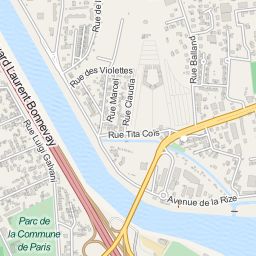 Rue de l
Rue Balland
Rue des Violettes
Rue Marcel
Rue Claudia
ard Laurent Bonnevay
Rue Luigi Galvani
Rue Tita Coïs
Avenue de la Rize
Parc de
la Commune
de Paris